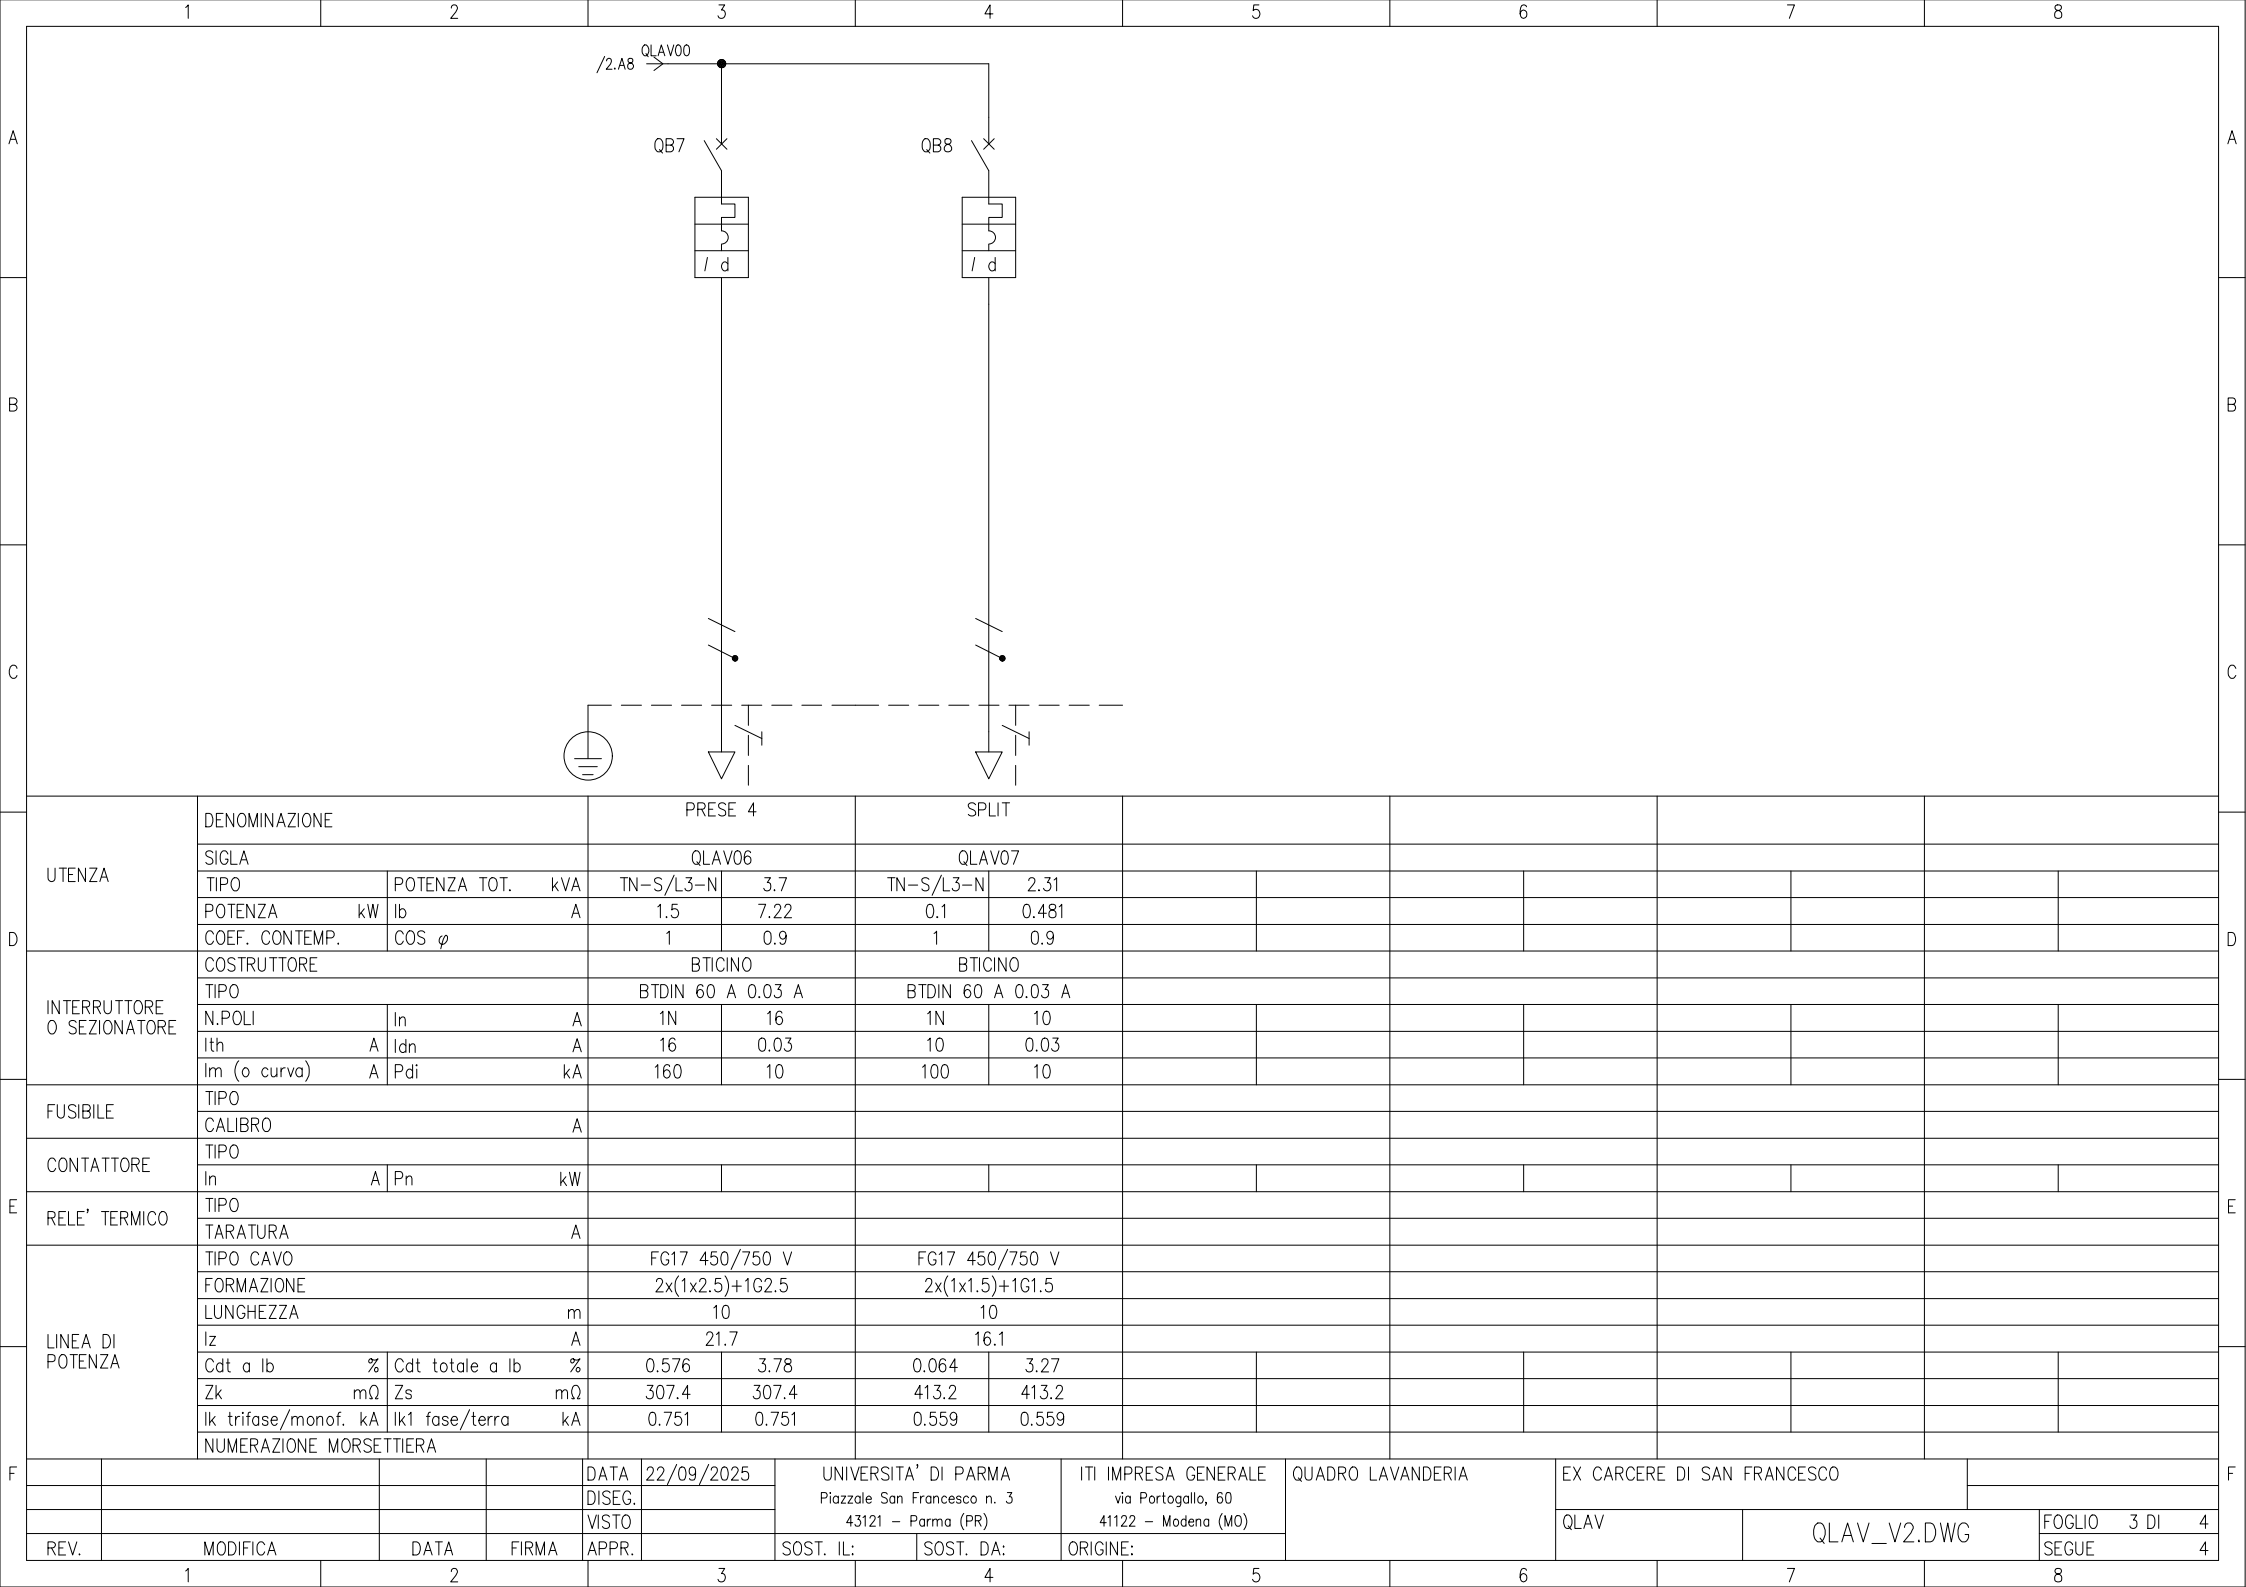 1 2 3 4 5 6 7 8
QLAV00
/2.A8
A QB7 QB8 A
I d I d
B B
C C
PRESE 4 SPLIT
DENOMINAZIONE
SIGLA QLAV06 QLAV07
UTENZA
TIPO POTENZA TOT. kVA TN-S/L3-N 3.7 TN-S/L3-N 2.31
POTENZA kW Ib A 1.5 7.22 0.1 0.481
D COEF. CONTEMP. COS φ 1 0.9 1 0.9 D
COSTRUTTORE BTICINO BTICINO
TIPO BTDIN 60 A 0.03 A BTDIN 60 A 0.03 A
INTERRUTTORE
O SEZIONATORE
N.POLI In A 1N 16 1N 10
Ith A Idn A 16 0.03 10 0.03
Im (o curva) A Pdi kA 160 10 100 10
FUSIBILE
TIPO
CALIBRO A
CONTATTORE
TIPO
In A Pn kW
E RELE' TERMICO E
TIPO
TARATURA A
TIPO CAVO FG17 450/750 V FG17 450/750 V
FORMAZIONE 2x(1x2.5)+1G2.5 2x(1x1.5)+1G1.5
LUNGHEZZA m 10 10
LINEA DI
POTENZA
Iz A 21.7 16.1
Cdt a Ib % Cdt totale a Ib % 0.576 3.78 0.064 3.27
Zk mΩ Zs mΩ 307.4 307.4 413.2 413.2
Ik trifase/monof. kA Ik1 fase/terra kA 0.751 0.751 0.559 0.559
NUMERAZIONE MORSETTIERA
F DATA 22/09/2025 UNIVERSITA' DI PARMA ITI IMPRESA GENERALE QUADRO LAVANDERIA EX CARCERE DI SAN FRANCESCO F
DISEG. Piazzale San Francesco n. 3 via Portogallo, 60
VISTO 43121 - Parma (PR) 41122 - Modena (MO) QLAV QLAV_V2.DWG FOGLIO 3 DI 4
REV. MODIFICA DATA FIRMA APPR. SOST. IL: SOST. DA: ORIGINE: SEGUE 4
1 2 3 4 5 6 7 8